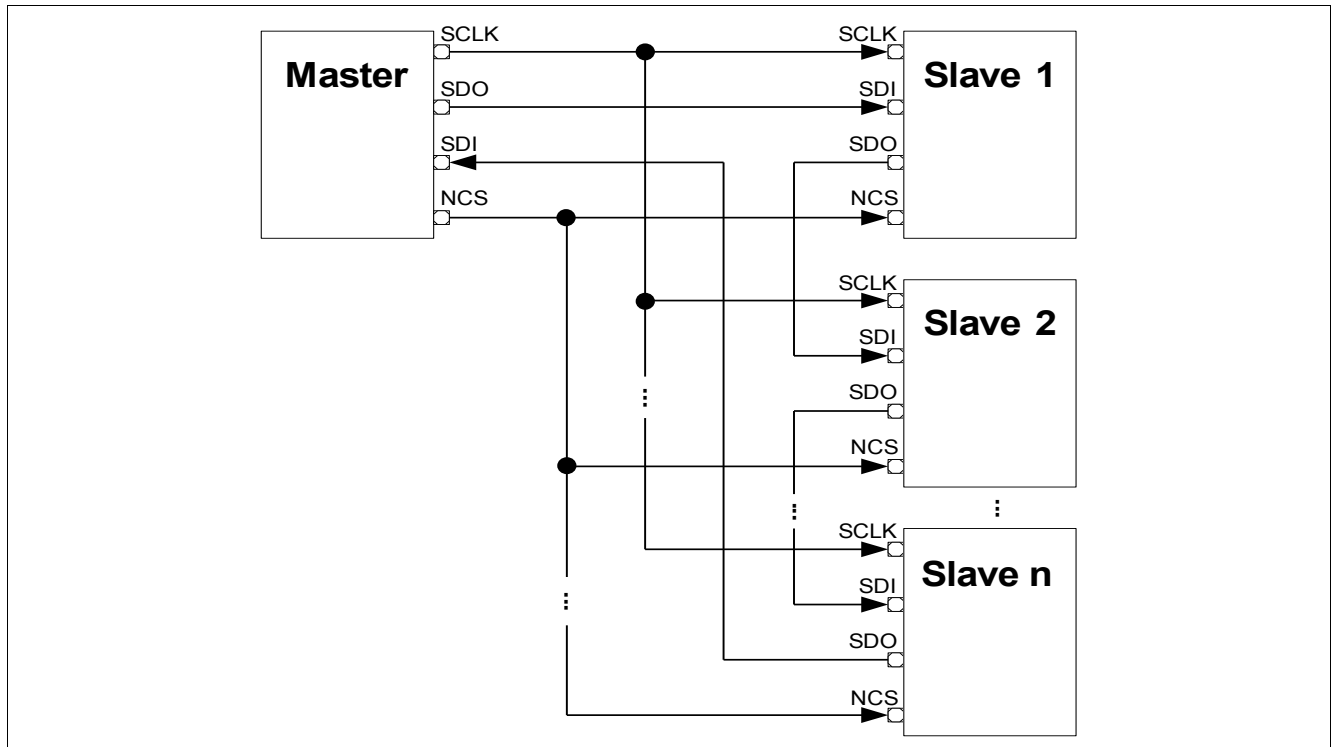 SCLK
Master
SDO
SDI
NCS
SCLK
Slave 1
SDI
SDO
NCS
SCLK
Slave 2
SDI
SDO
NCS
...
...
...
...
SCLK
Slave n
SDI
SDO
NCS